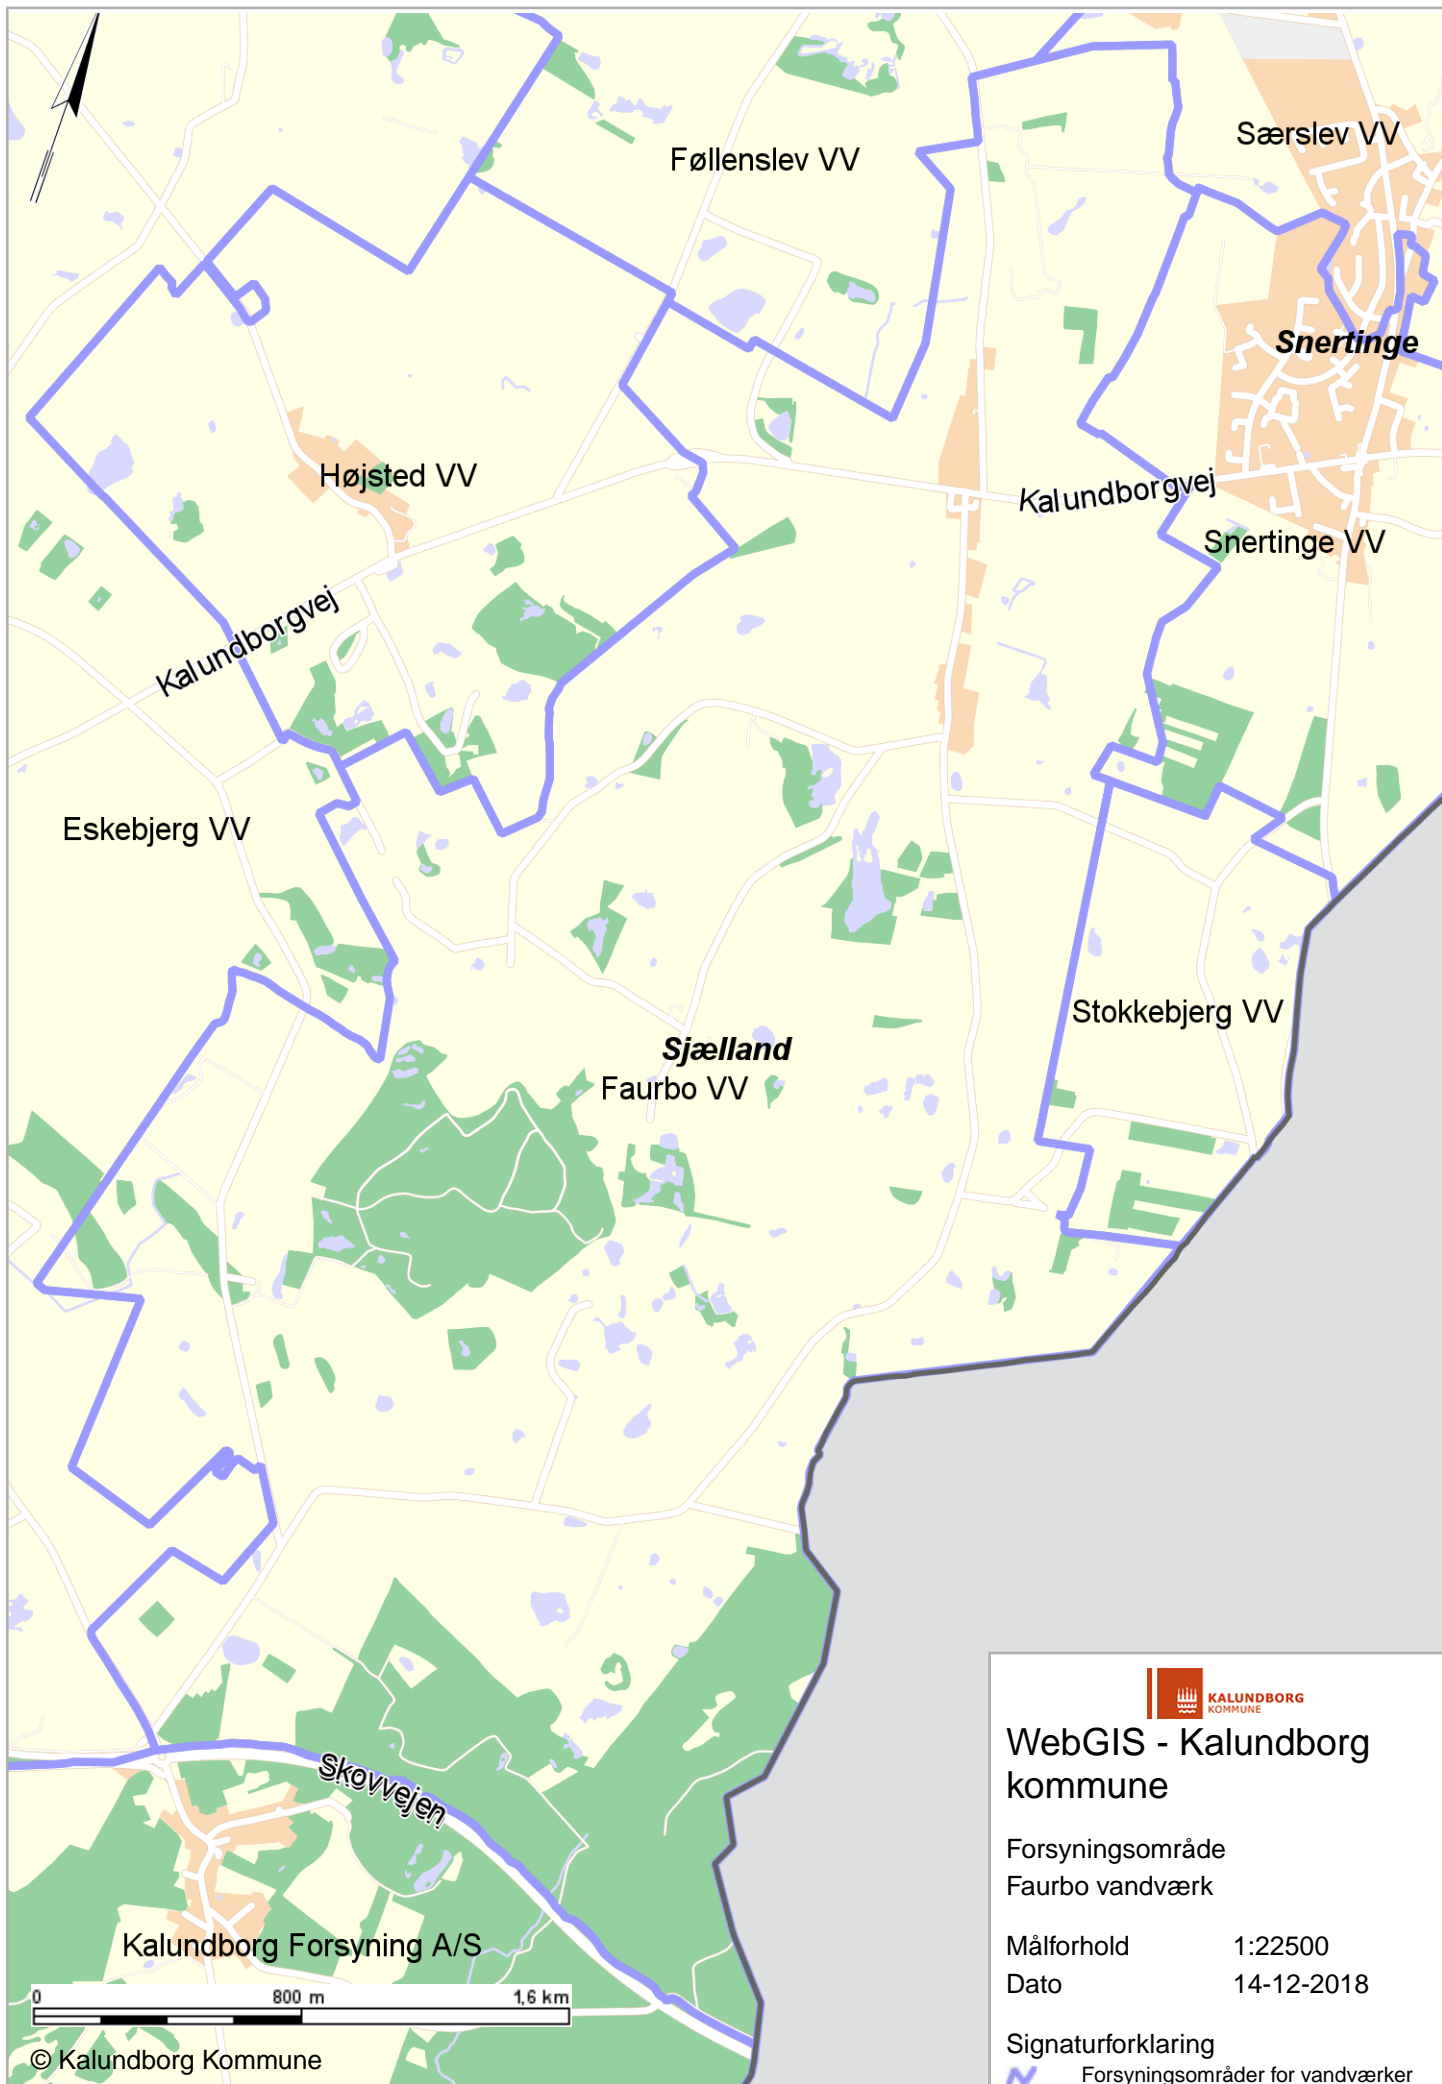 Særslev VV
Føllenslev VV
Snertinge
Højsted VV
Kalundborgvej
Snertinge VV
Kalundborgvej
Eskebjerg VV
Stokkebjerg VV
Sjælland
Faurbo VV
Skovvejen
Kalundborg Forsyning A/S
0 800 m 1,6 km
© Kalundborg Kommune
KALUNDBORG
KOMMUNE
WebGIS - Kalundborg
kommune
Forsyningsområde
Faurbo vandværk
Målforhold 1:22500
Dato 14-12-2018
Signaturforklaring
Forsyningsområder for vandværker